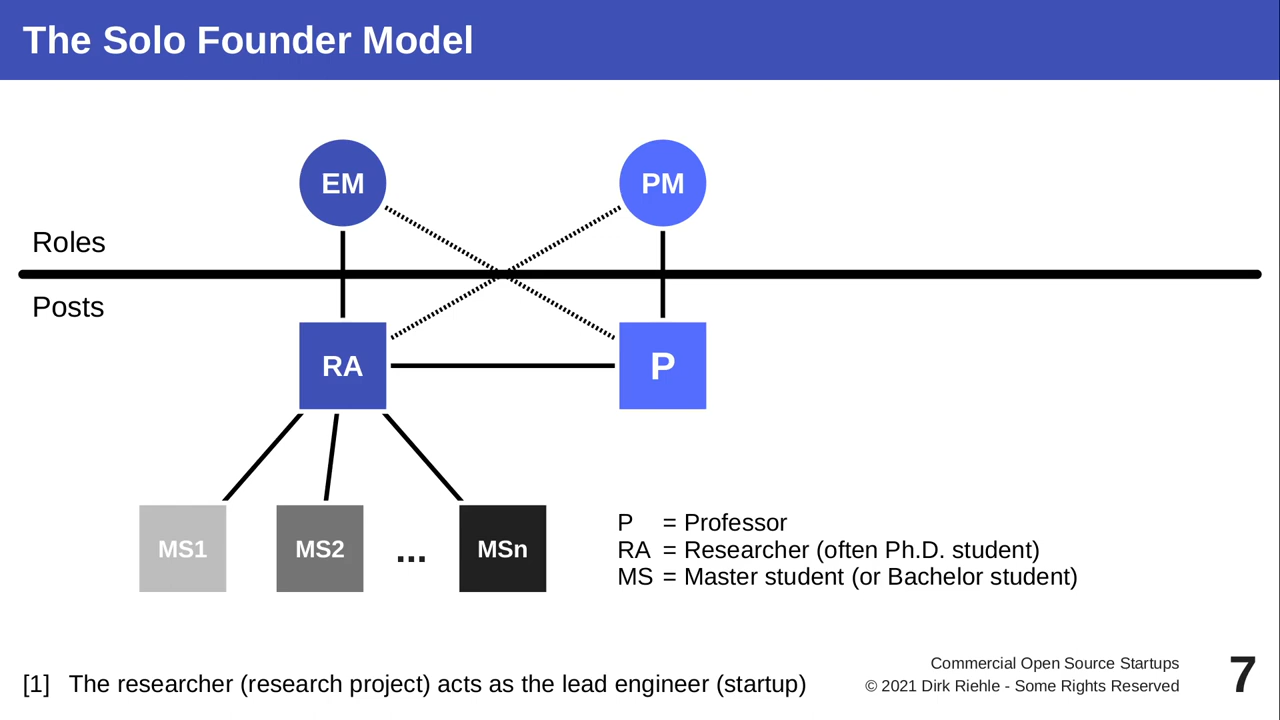 The Solo Founder Model
EM
PM
Roles
Posts
RA
P
MS1
MS2
...
MSn
P = Professor
RA = Researcher (often Ph.D. student)
MS = Master student (or Bachelor student)
[1] The researcher (research project) acts as the lead engineer (startup)
Commercial Open Source Startups
© 2021 Dirk Riehle - Some Rights Reserved
7